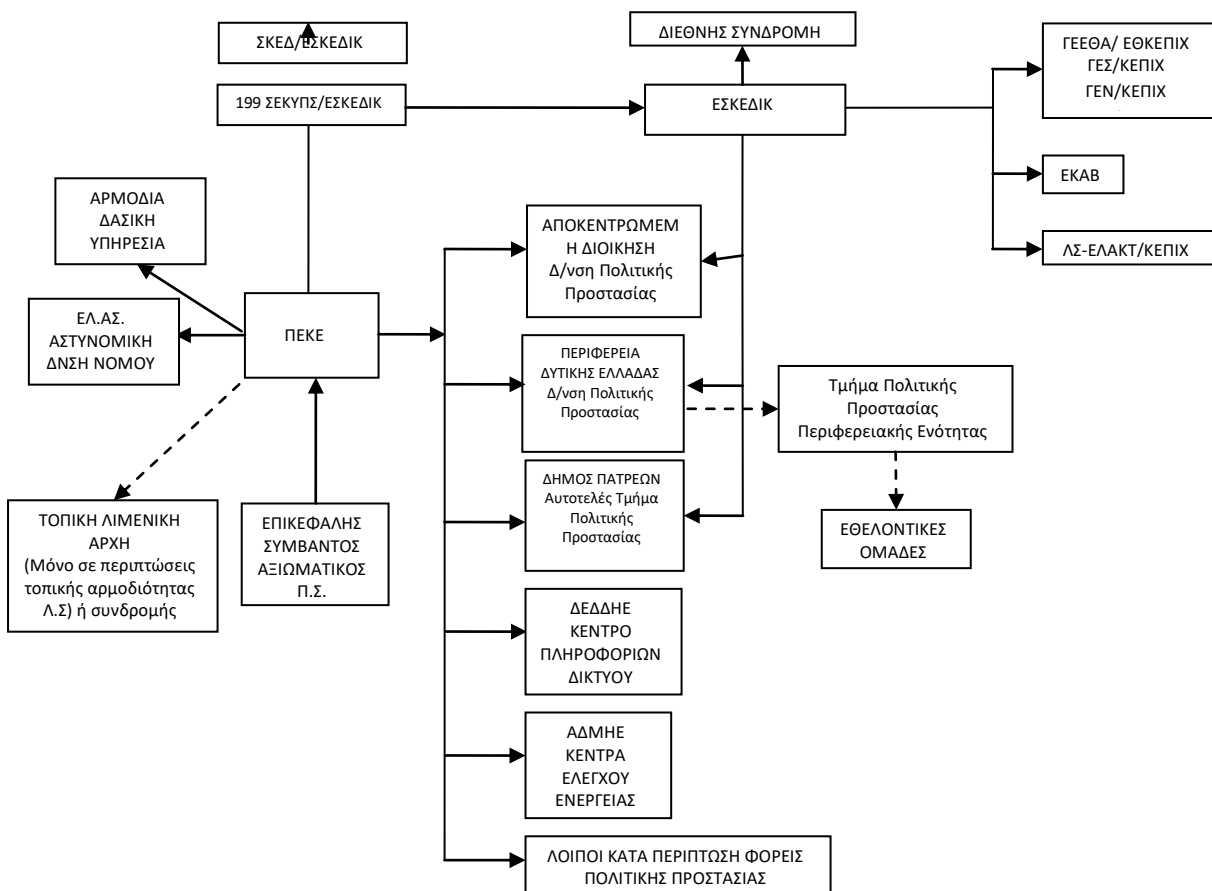 ΣΚΕΔ/ΕΣΚΕΔΙΚ
ΔΙΕΘΝΗΣ ΣΥΝΔΡΟΜΗ
ΓΕΕΘΑ/ ΕΘΚΕΠΙΧ
ΓΕΣ/ΚΕΠΙΧ
ΓΕΝ/ΚΕΠΙΧ
199 ΣΕΚΥΠΣ/ΕΣΚΕΔΙΚ
ΕΣΚΕΔΙΚ
ΕΚΑΒ
ΛΣ-ΕΛΑΚΤ/ΚΕΠΙΧ
ΑΡΜΟΔΙΑ
ΔΑΣΙΚΗ
ΥΠΗΡΕΣΙΑ
ΑΠΟΚΕΝΤΡΩΜΕΜ
Η ΔΙΟΙΚΗΣΗ
Δ/νση Πολιτικής
Προστασίας
ΕΛ.ΑΣ.
ΑΣΤΥΝΟΜΙΚΗ
ΔΝΣΗ ΝΟΜΟΥ
ΠΕΚΕ
ΠΕΡΙΦΕΡΕΙΑ
ΔΥΤΙΚΗΣ ΕΛΛΑΔΑΣ
Δ/νση Πολιτικής
Προστασίας
Τμήμα Πολιτικής
Προστασίας
Περιφερειακής Ενότητας
ΤΟΠΙΚΗ ΛΙΜΕΝΙΚΗ
ΑΡΧΗ
(Μόνο σε περιπτώσεις
τοπικής αρμοδιότητας
Λ.Σ) ή συνδρομής
ΕΠΙΚΕΦΑΛΗΣ
ΣΥΜΒΑΝΤΟΣ
ΑΞΙΩΜΑΤΙΚΟΣ
Π.Σ.
ΔΗΜΟΣ ΠΑΤΡΕΩΝ
Αυτοτελές Τμήμα
Πολιτικής
Προστασίας
ΕΘΕΛΟΝΤΙΚΕΣ
ΟΜΑΔΕΣ
ΔΕΔΔΗΕ
ΚΕΝΤΡΟ
ΠΛΗΡΟΦΟΡΙΩΝ
ΔΙΚΤΥΟΥ
ΑΔΜΗΕ
ΚΕΝΤΡΑ
ΕΛΕΓΧΟΥ
ΕΝΕΡΓΕΙΑΣ
ΛΟΙΠΟΙ ΚΑΤΑ ΠΕΡΙΠΤΩΣΗ ΦΟΡΕΙΣ
ΠΟΛΙΤΙΚΗΣ ΠΡΟΣΤΑΣΙΑΣ